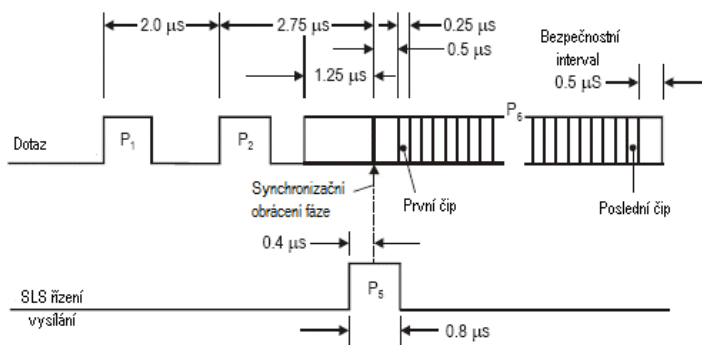 2.0 µs
2.75 µs
0.25 µs
0.5 µs
1.25 µs
Bezpečnostní
interval
0.5 µS
Dotaz
P1
P2
P6
Synchronizační
obrácení fáze
První čip
Poslední čip
0.4 µs
SLS řízení
vysílání
P5
0.8 µs